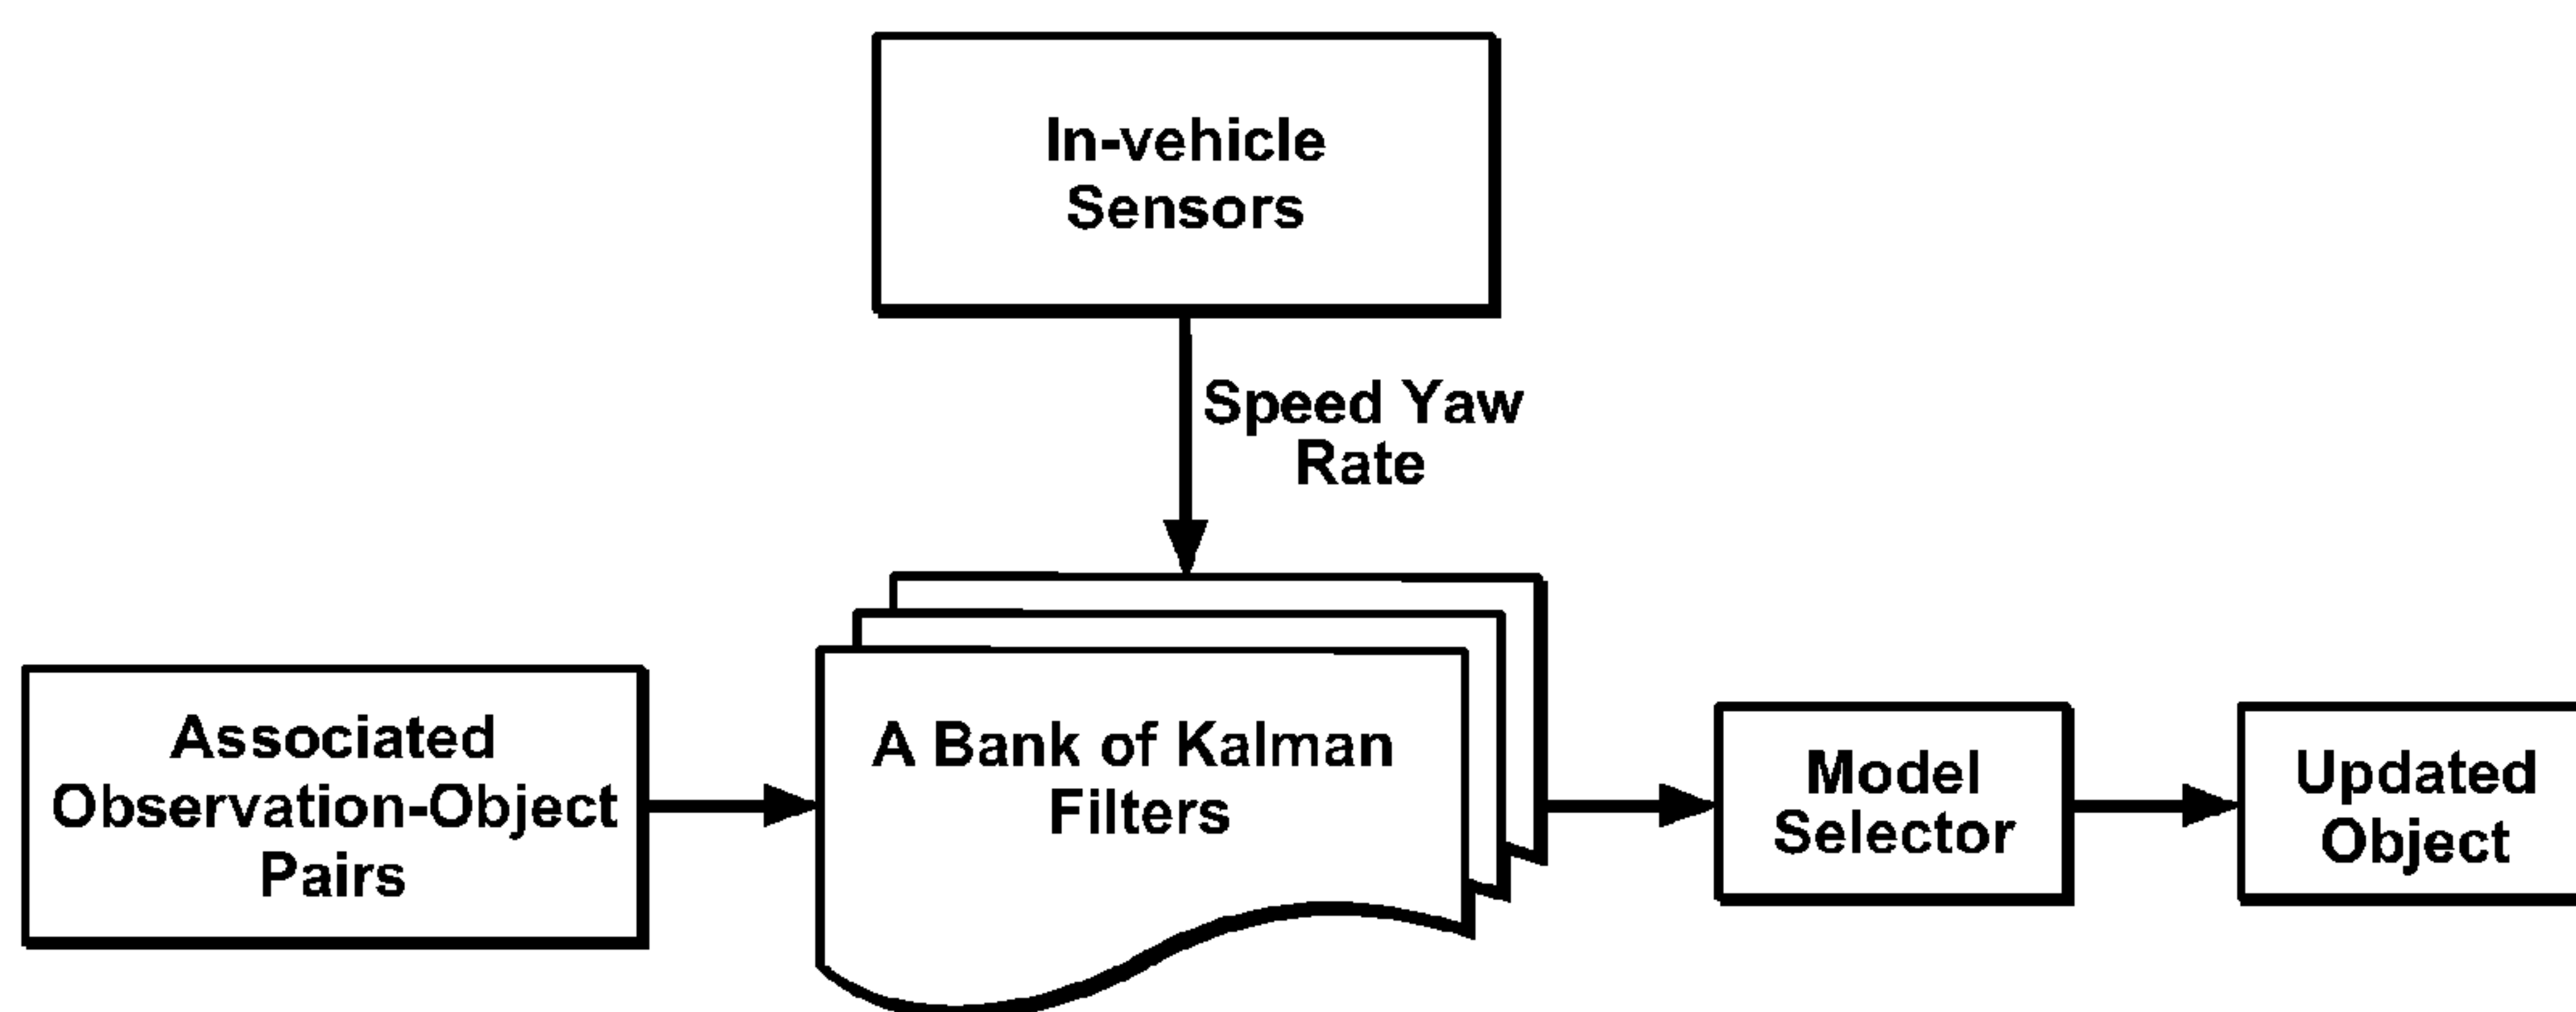 In-vehicle
Sensors
Speed Yaw
Rate
Associated
Observation-Object
Pairs
A Bank of Kalman
Filters
Model
Selector
Updated
Object